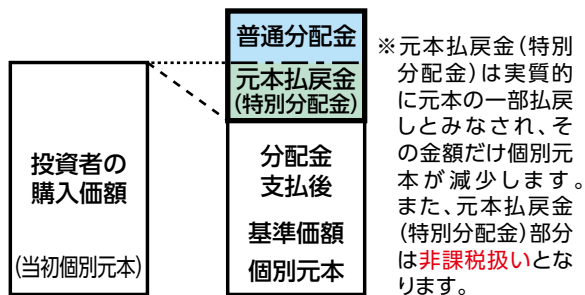 普通分配金
元本払戻金
(特別分配金)
投資者の
購入価額
(当初個別元本)
分配金
支払後
基準価額
個別元本
※元本払戻金(特別
分配金)は実質的
に元本の一部払戻
しとみなされ、そ
の金額だけ個別元
本が減少します。
また、元本払戻金
(特別分配金)部分
は非課税扱いとな
ります。